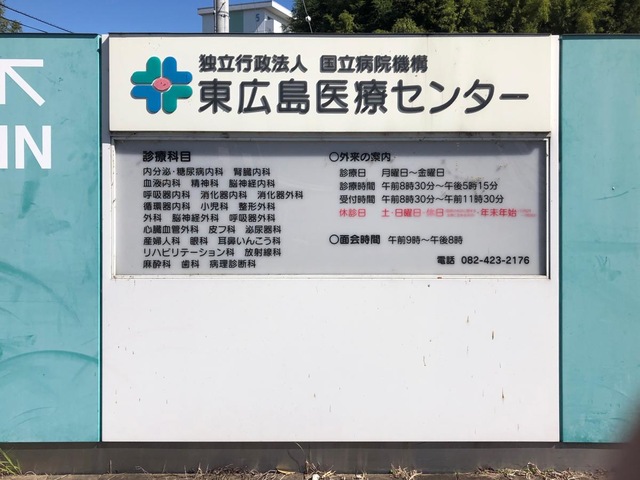 独立行政法人 国立病院機構
東広島医療センター
IN
診療科目
内分泌・糖尿病内科 腎臓内科
血液内科 精神科 脳神経内科
呼吸器内科 消化器内科 消化器外科
循環器内科 小児科 整形外科
外科 脳神経外科 呼吸器外科
心臓血管外科 皮フ科 泌尿器科
産婦人科 眼科 耳鼻いんこう科
リハビリテーション科 放射線科
麻酔科 歯科 病理診断科
○外来の案内
診療日 月曜日〜金曜日
診療時間 午前8時30分〜午後5時15分
受付時間 午前8時30分〜午前11時30分
休診日 土・日曜日・祝日 ・年末年始
○面会時間 午前9時〜午後8時
電話 082-423-2176
5